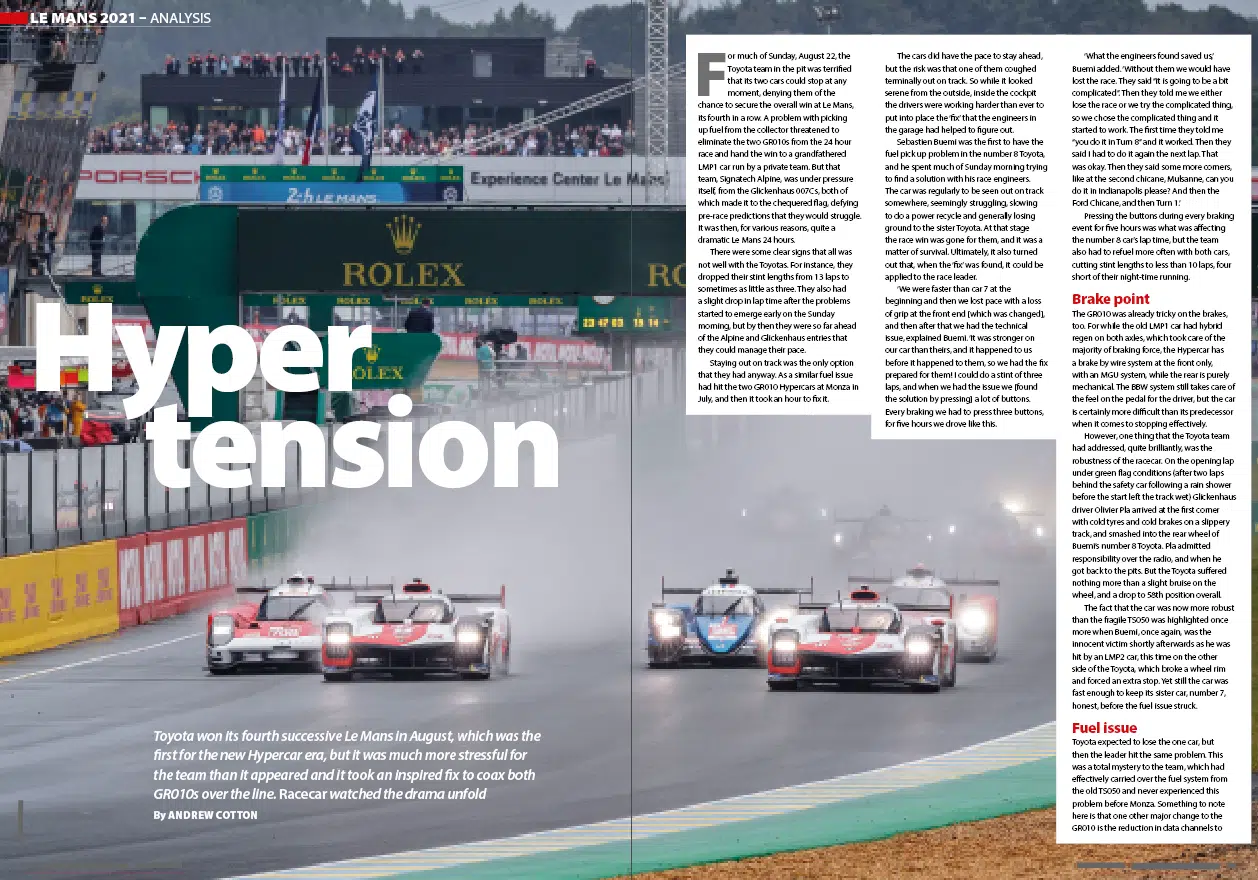 LE MANS 2021 – ANALYSIS
PORSCHE
24h LE MANS
Experience Center Le Mans
ROLEX
ROLEX
RO
ROLEX
23 47 03
Hyper
tension
Toyota won its fourth successive Le Mans in August, which was the
first for the new Hypercar era, but it was much more stressful for
the team than it appeared and it took an inspired fix to coax both
GR010s over the line. Racecar watched the drama unfold
By ANDREW COTTON
For much of Sunday, August 22, the
Toyota team in the pit was terrified
that its two cars could stop at any
moment, denying them of the
chance to secure the overall win at Le Mans,
its fourth in a row. A problem with picking
up fuel from the collector threatened to
eliminate the two GR010s from the 24 hour
race and hand the win to a grandfathered
LMP1 car run by a private team. But that
team, Signatech Alpine, was under pressure
itself, from the Glickenhaus 007Cs, both of
which made it to the chequered flag, defying
pre-race predictions that they would struggle.
It was then, for various reasons, quite a
dramatic Le Mans 24 hours.
There were some clear signs that all was
not well with the Toyotas. For instance, they
dropped their stint lengths from 13 laps to
sometimes as little as three. They also had
a slight drop in lap time after the problems
started to emerge early on the Sunday
morning, but by then they were so far ahead
of the Alpine and Glickenhaus entries that
they could manage their pace.
Staying out on track was the only option
that they had anyway. As a similar fuel issue
had hit the two GR010 Hypercars at Monza in
July, and then it took an hour to fix it.
The cars did have the pace to stay ahead,
but the risk was that one of them coughed
terminally out on track. So while it looked
serene from the outside, inside the cockpit
the drivers were working harder than ever to
put into place the 'fix' that the engineers in
the garage had helped to figure out.
Sebastien Buemi was the first to have the
fuel pick up problem in the number 8 Toyota,
and he spent much of Sunday morning trying
to find a solution with his race engineers.
The car was regularly to be seen out on track
somewhere, seemingly struggling, slowing
to do a power recycle and generally losing
ground to the sister Toyota. At that stage
the race win was gone for them, and it was a
matter of survival. Ultimately, it also turned
out that, when the 'fix' was found, it could be
applied to the race leader.
'We were faster than car 7 at the
beginning and then we lost pace with a loss
of grip at the front end [which was changed],
and then after that we had the technical
issue, explained Buemi. 'It was stronger on
our car than theirs, and it happened to us
before it happened to them, so we had the fix
prepared for them! I could do a stint of three
laps, and when we had the issue we [found
the solution by pressing] a lot of buttons.
Every braking we had to press three buttons,
for five hours we drove like this.
'What the engineers found saved us,'
Buemi added. 'Without them we would have
lost the race. They said "it is going to be a bit
complicated". Then they told me we either
lose the race or we try the complicated thing,
so we chose the complicated thing and it
started to work. The first time they told me
"you do it in Turn 8" and it worked. Then they
said I had to do it again the next lap. That
was okay. Then they said some more corners,
like at the second chicane, Mulsanne, can you
do it in Indianapolis please? And then the
Ford Chicane, and then Turn 1.'
Pressing the buttons during every braking
event for five hours was what was affecting
the number 8 car's lap time, but the team
also had to refuel more often with both cars,
cutting stint lengths to less than 10 laps, four
short of their night-time running.
Brake point
The GR010 was already tricky on the brakes,
too. For while the old LMP1 car had hybrid
regen on both axles, which took care of the
majority of braking force, the Hypercar has
a brake by wire system at the front only,
with an MGU system, while the rear is purely
mechanical. The BBW system still takes care of
the feel on the pedal for the driver, but the car
is certainly more difficult than its predecessor
when it comes to stopping effectively.
However, one thing that the Toyota team
had addressed, quite brilliantly, was the
robustness of the racecar. On the opening lap
under green flag conditions (after two laps
behind the safety car following a rain shower
before the start left the track wet) Glickenhaus
driver Olivier Pla arrived at the first corner
with cold tyres and cold brakes on a slippery
track, and smashed into the rear wheel of
Buemi's number 8 Toyota. Pla admitted
responsibility over the radio, and when he
got back to the pits. But the Toyota suffered
nothing more than a slight bruise on the
wheel, and a drop to 58th position overall.
The fact that the car was now more robust
than the fragile TS050 was highlighted once
more when Buemi, once again, was the
innocent victim shortly afterwards as he was
hit by an LMP2 car, this time on the other
side of the Toyota, which broke a wheel rim
and forced an extra stop. Yet still the car was
fast enough to keep its sister car, number 7,
honest, before the fuel issue struck.
Fuel issue
Toyota expected to lose the one car, but
then the leader hit the same problem. This
was a total mystery to the team, which had
effectively carried over the fuel system from
the old TS050 and never experienced this
problem before Monza. Something to note
here is that one other major change to the
GR010 is the reduction in data channels to